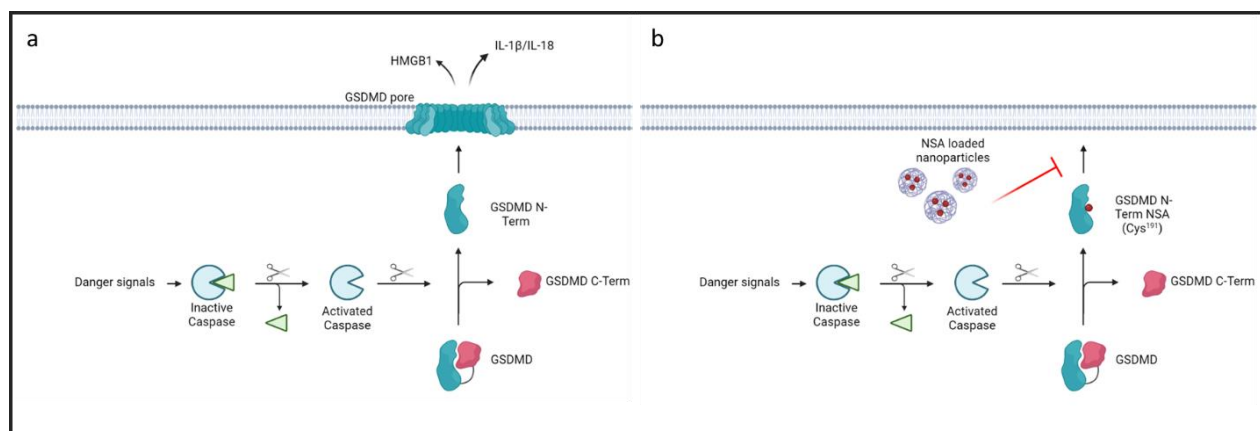 a
IL-1β/IL-18
HMGB1
GSDMD pore
GSDMD N-
Term
Danger signals
Inactive
Caspase
Activated
Caspase
GSDMD C-Term
GSDMD
b
NSA loaded
nanoparticles
GSDMD N-
Term NSA
(Cys¹⁹¹)
Danger signals
Inactive
Caspase
Activated
Caspase
GSDMD C-Term
GSDMD